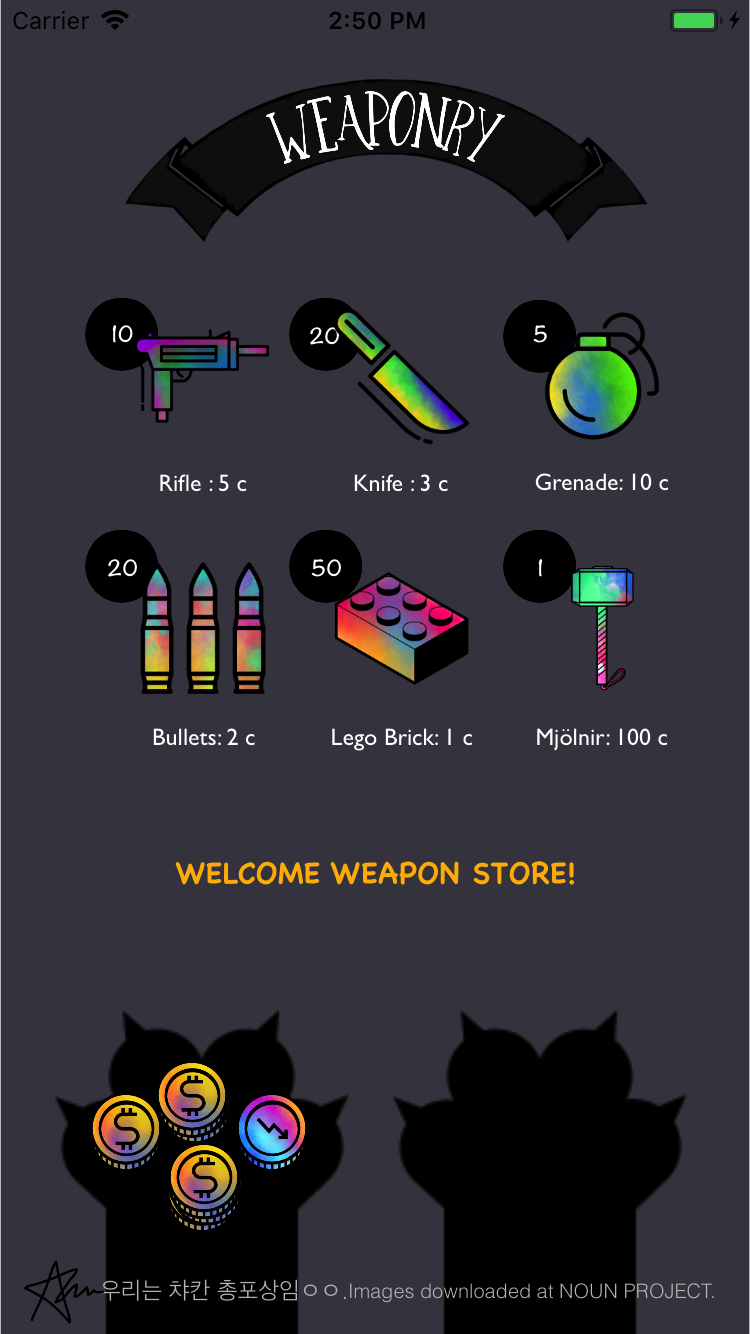 Carrier 2:50 PM
WEAPONRY
10 20 5
Rifle : 5 c Knife : 3 c Grenade: 10 c
20 50 1
Bullets: 2 c Lego Brick: 1 c Mjölnir: 100 c
WELCOME WEAPON STORE!
우리는 챠칸 총포상임ㅇㅇ.Images downloaded at NOUN PROJECT.